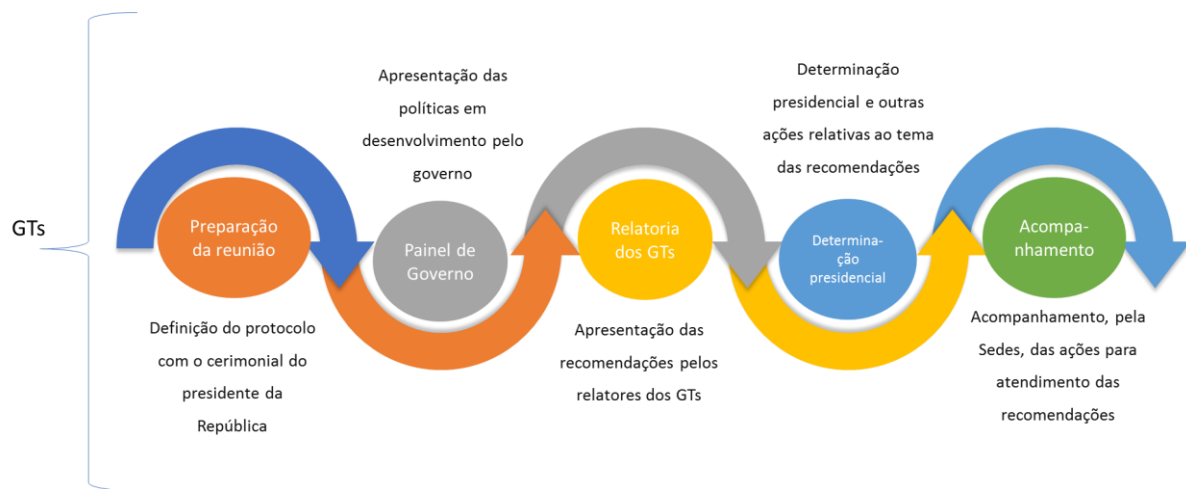 GTs
Preparação
da reunião
Definição do protocolo
com o cerimonial do
presidente da
República
Apresentação das
políticas em
desenvolvimento pelo
governo
Painel de
Governo
Relatoria
dos GTs
Apresentação das
recomendações pelos
relatores dos GTs
Determinação
presidencial e outras
ações relativas ao tema
das recomendações
Determina-
ção
presidencial
Acompa-
nhamento
Acompanhamento, pela
Sedes, das ações para
atendimento das
recomendações